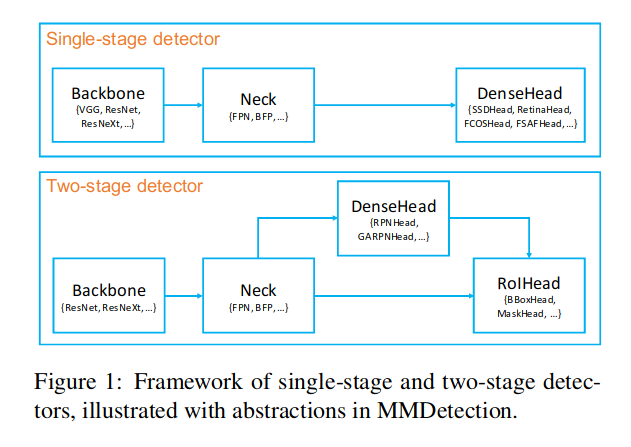 Single-stage detector
Backbone
{VGG, ResNet,
ResNeXt,...}
Neck
{FPN, BFP,...}
DenseHead
{SSDHead, RetinaHead,
FCOSHead, FSAFHead,...}
Two-stage detector
DenseHead
{RPNHead,
GARPNHead, ...}
Backbone
{ResNet, ResNeXt,...}
Neck
{FPN, BFP,...}
RoIHead
{BBoxHead,
MaskHead, ...}
Figure 1: Framework of single-stage and two-stage detec-
tors, illustrated with abstractions in MMDetection.